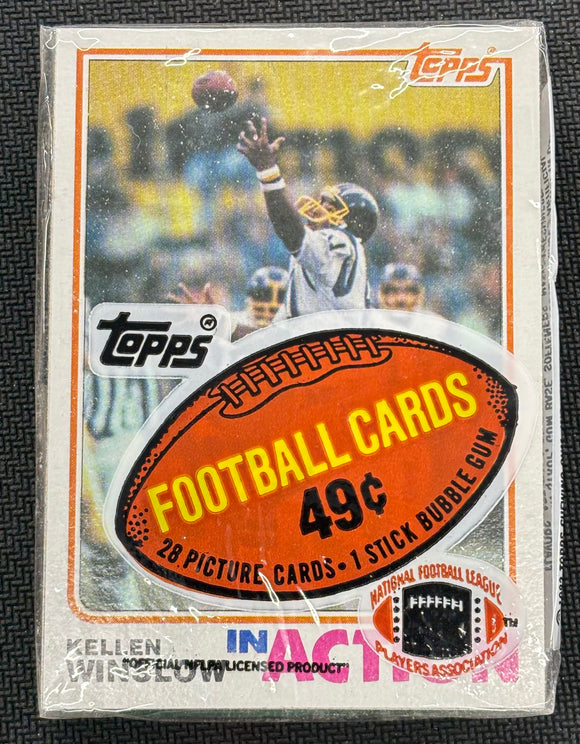 TOPPS
TOPPS
FOOTBALL CARDS
49¢
28 PICTURE CARDS • 1 STICK BUBBLE GUM
NATIONAL FOOTBALL LEAGUE
PLAYERS ASSOCIATION
TM
KELLEN
WINSLOW
IN ACTION
"OFFICIAL NFLPA LICENSED PRODUCT"